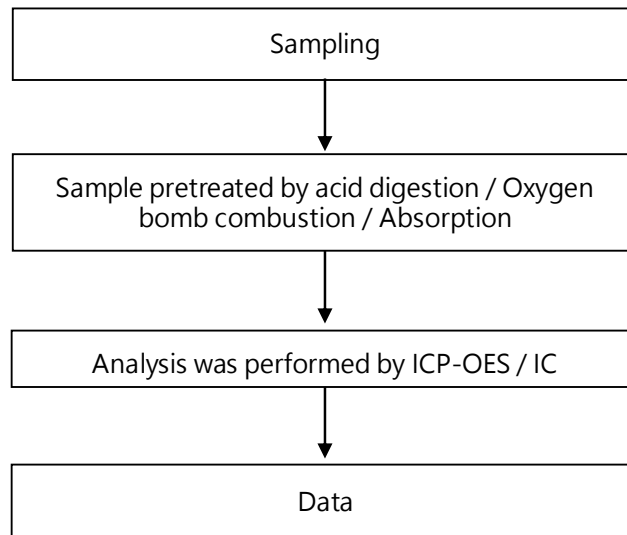 Sampling
Sample pretreated by acid digestion / Oxygen
bomb combustion / Absorption
Analysis was performed by ICP-OES / IC
Data